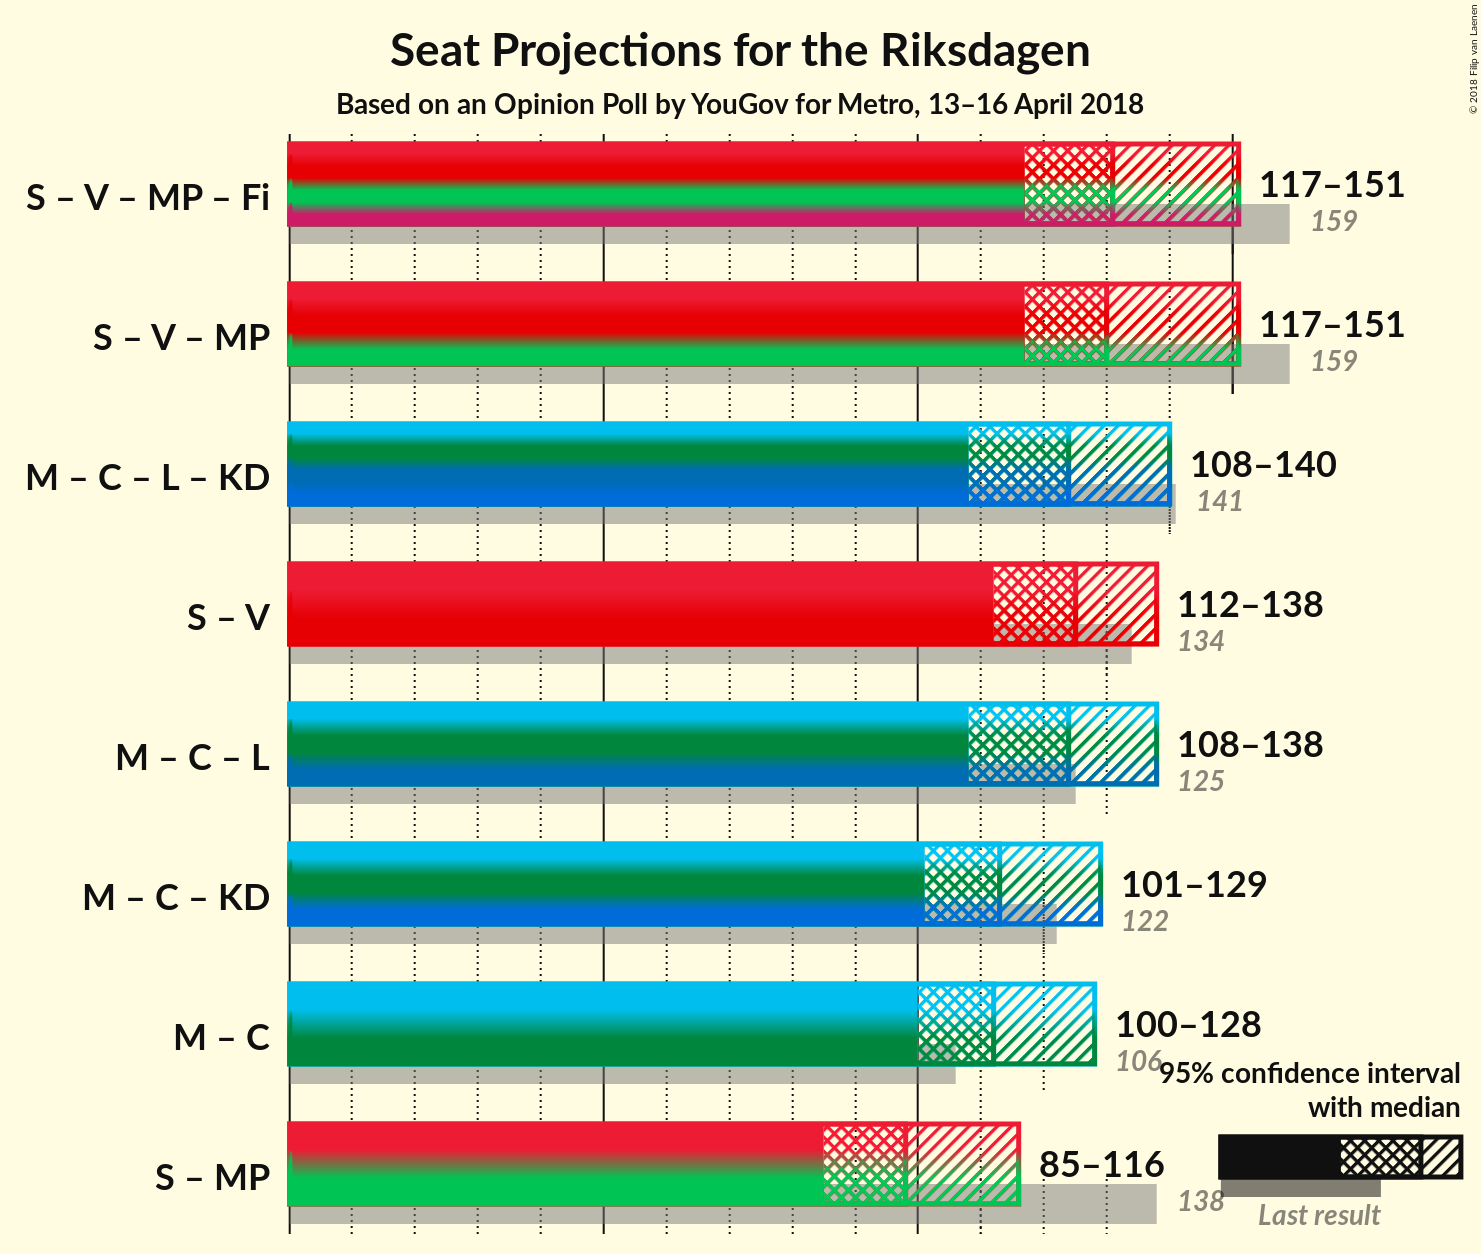 Seat Projections for the Riksdagen
Based on an Opinion Poll by YouGov for Metro, 13–16 April 2018
© 2018 Filip van Laenen
S – V – MP – Fi
117–151
159
S – V – MP
117–151
159
M – C – L – KD
108–140
141
S – V
112–138
134
M – C – L
108–138
125
M – C – KD
101–129
122
M – C
100–128
106
95% confidence interval
with median
S – MP
85–116
138
Last result